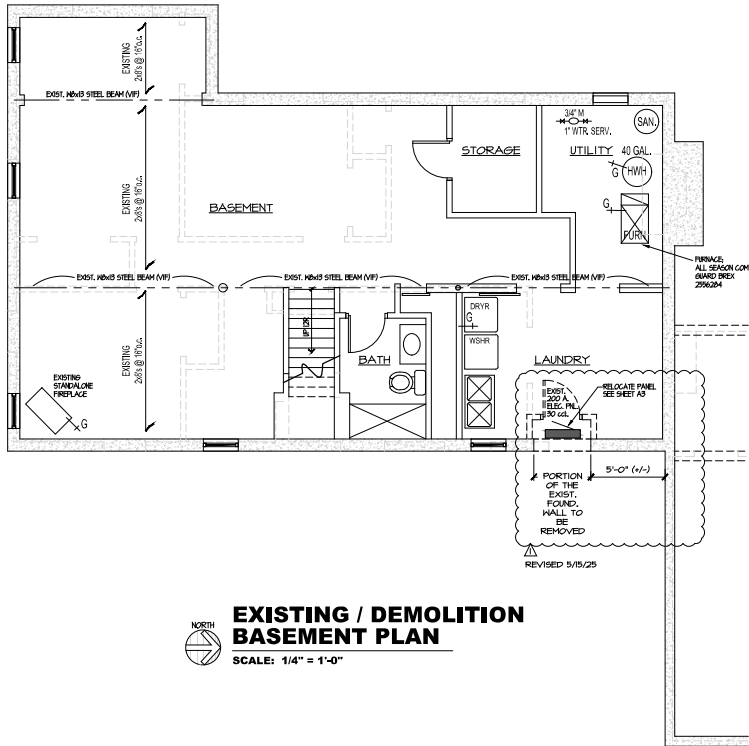 EXISTING
2x8's @ 16"o.c.
EXIST. W8x13 STEEL BEAM (VIF)
EXISTING
2x8's @ 16"o.c.
BASEMENT
STORAGE
3/4" M
1" WTR. SERV.
SAN.
UTILITY
40 GAL.
G
HWH
G
FURN
FURNACE;
ALL SEASON COM
GUARD BREX
EXIST. W8x13 STEEL BEAM (VIF)
EXIST. W8x13 STEEL BEAM (VIF)
EXIST. W8x13 STEEL BEAM (VIF)
EXISTING
2x8's @ 16"o.c.
UP 12R
DRYR
G
WSHR
BATH
LAUNDRY
EXISTING
STANDALONE
FIREPLACE
G
EXIST.
200 A.
ELEC. PNL
30 cct.
RELOCATE PANEL
SEE SHEET A3
5'-0" (+/-)
PORTION
OF THE
EXIST.
FOUND.
WALL TO
BE
REMOVED
1
REVISED 5/15/25
NORTH
EXISTING / DEMOLITION
BASEMENT PLAN
SCALE: 1/4" = 1'-0"